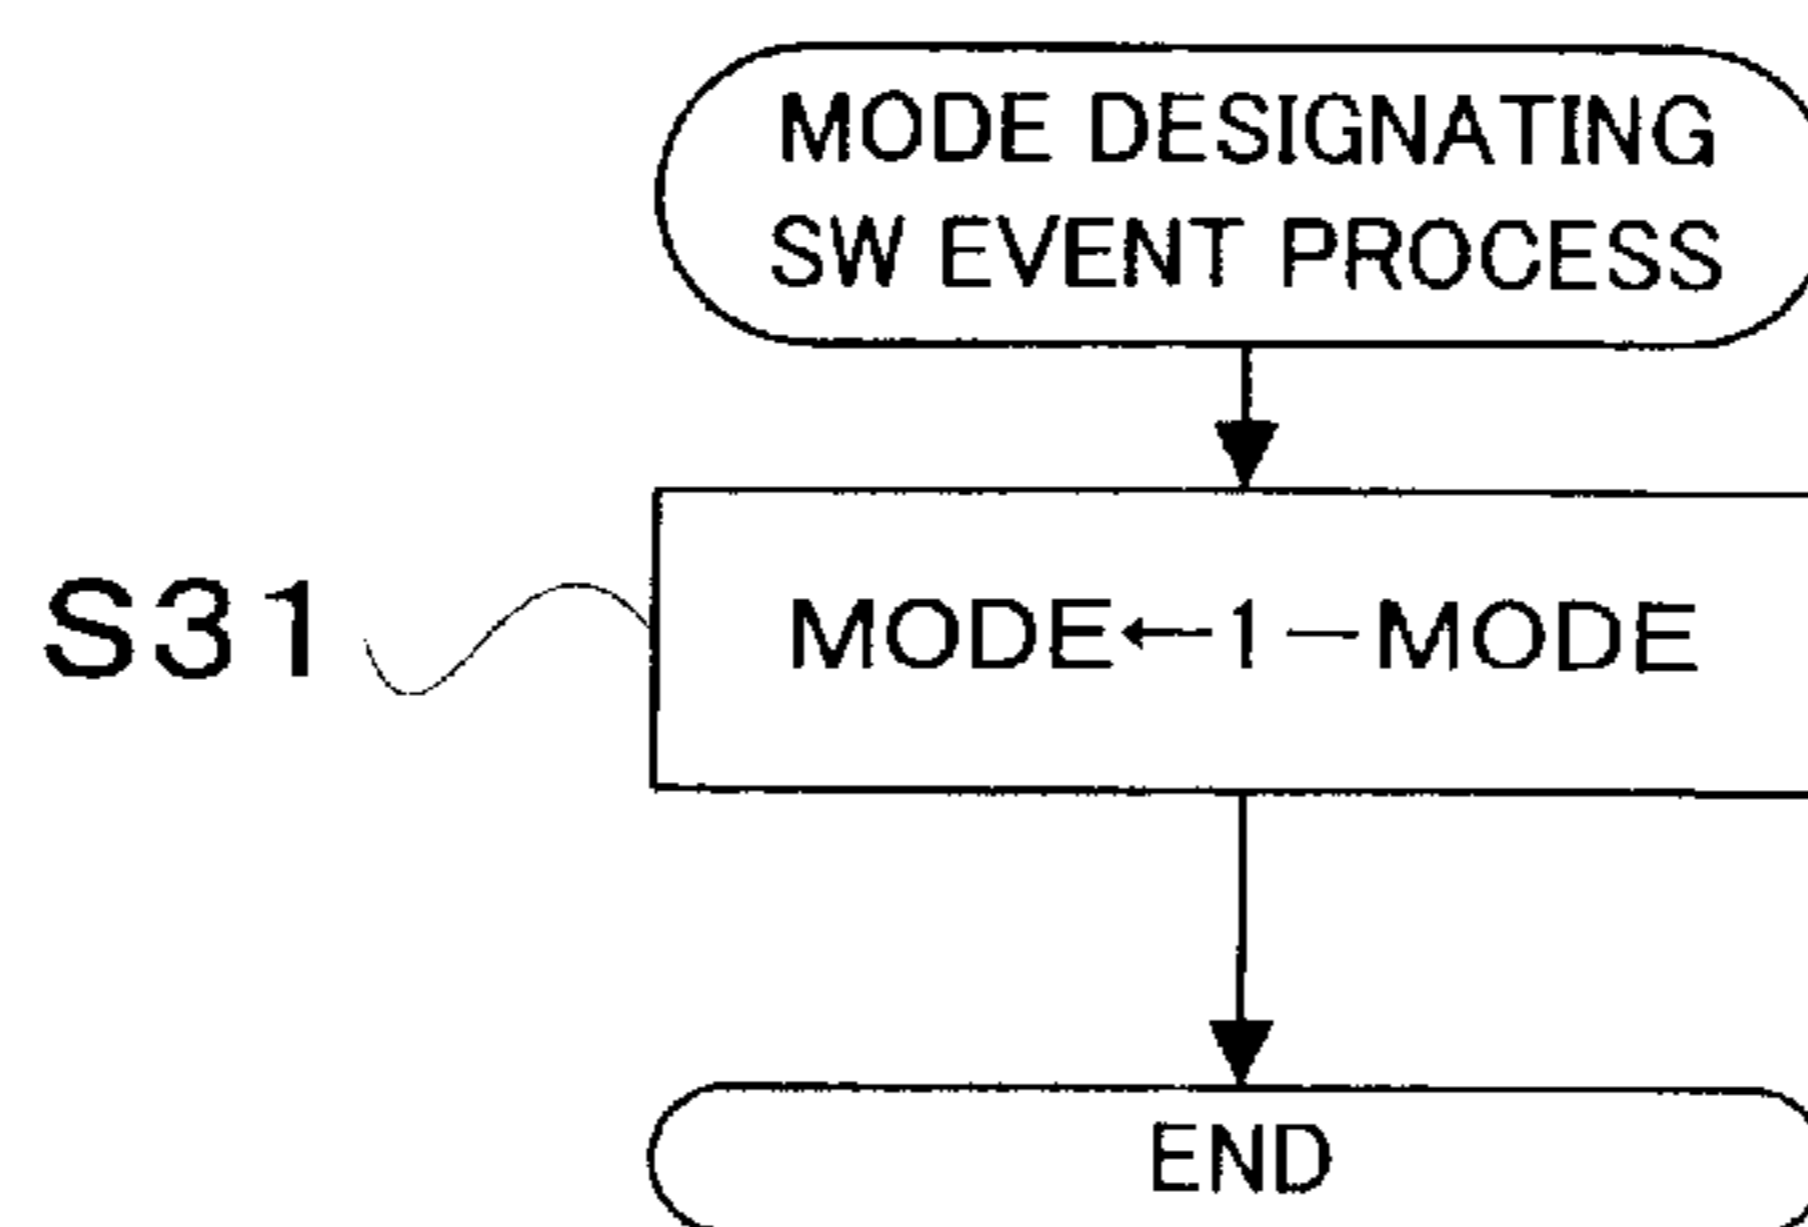 MODE DESIGNATING
SW EVENT PROCESS
S31
MODE←1—MODE
END